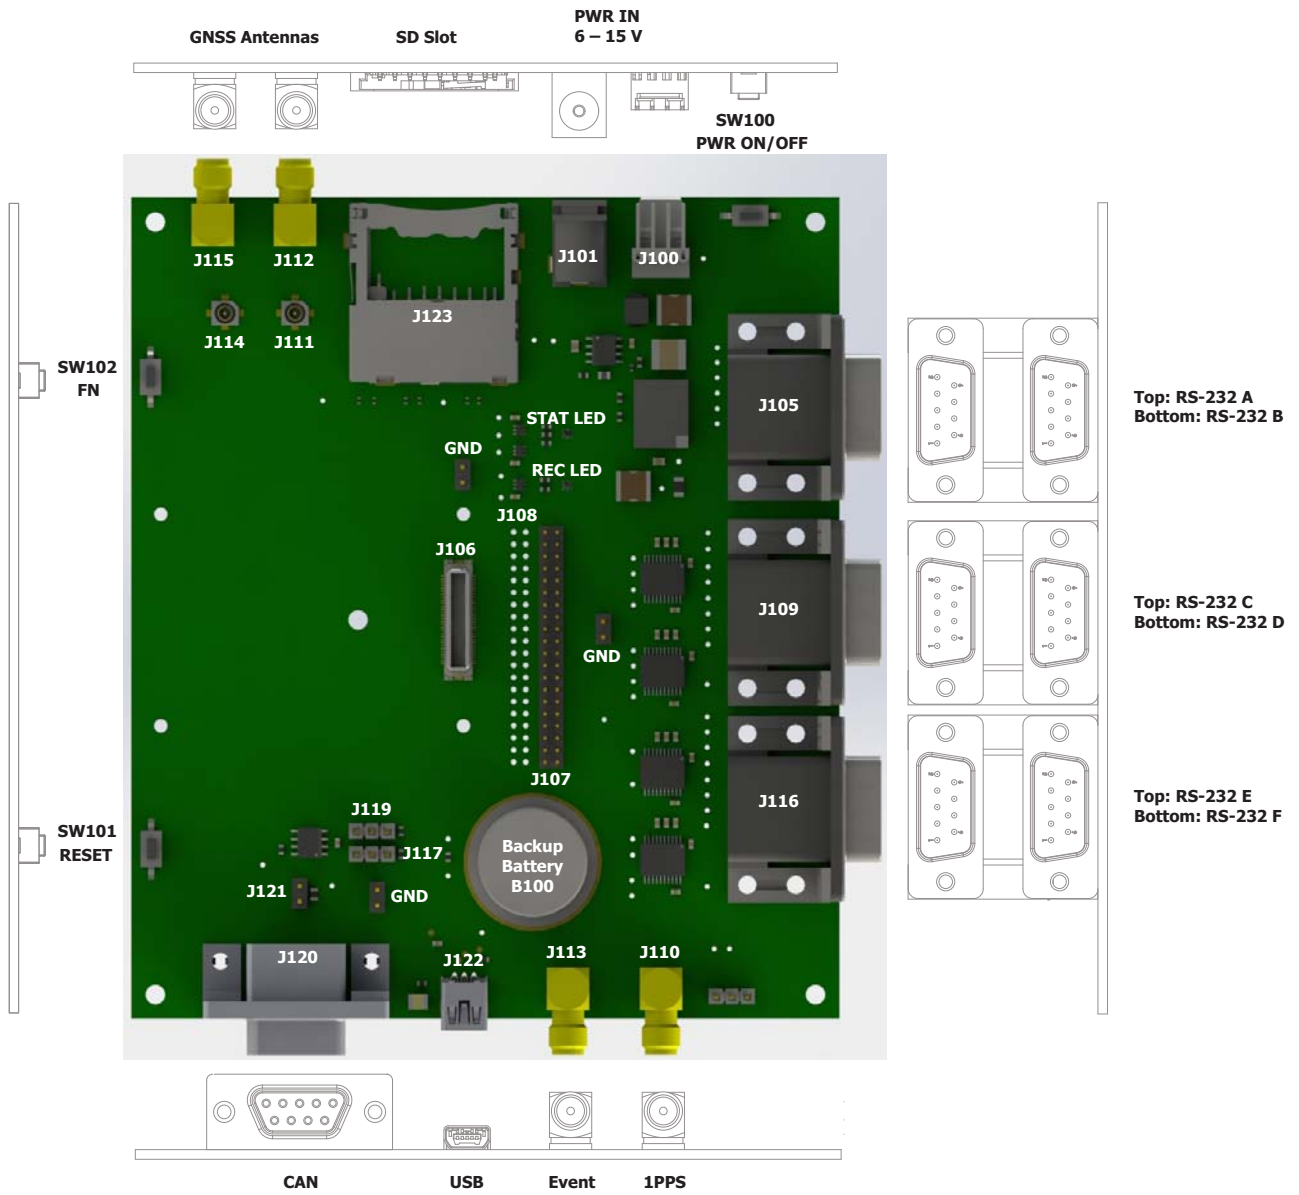 PWR IN
6 – 15 V
GNSS Antennas
SD Slot
SW100
PWR ON/OFF
J115
J112
J101
J100
J114
J111
J123
SW102
FN
J105
Top: RS-232 A
Bottom: RS-232 B
STAT LED
GND
REC LED
J108
J106
J109
Top: RS-232 C
Bottom: RS-232 D
GND
J107
J116
Top: RS-232 E
Bottom: RS-232 F
J119
SW101
RESET
J117
Backup
Battery
B100
J121
GND
J120
J122
J113
J110
CAN
USB
Event
1PPS